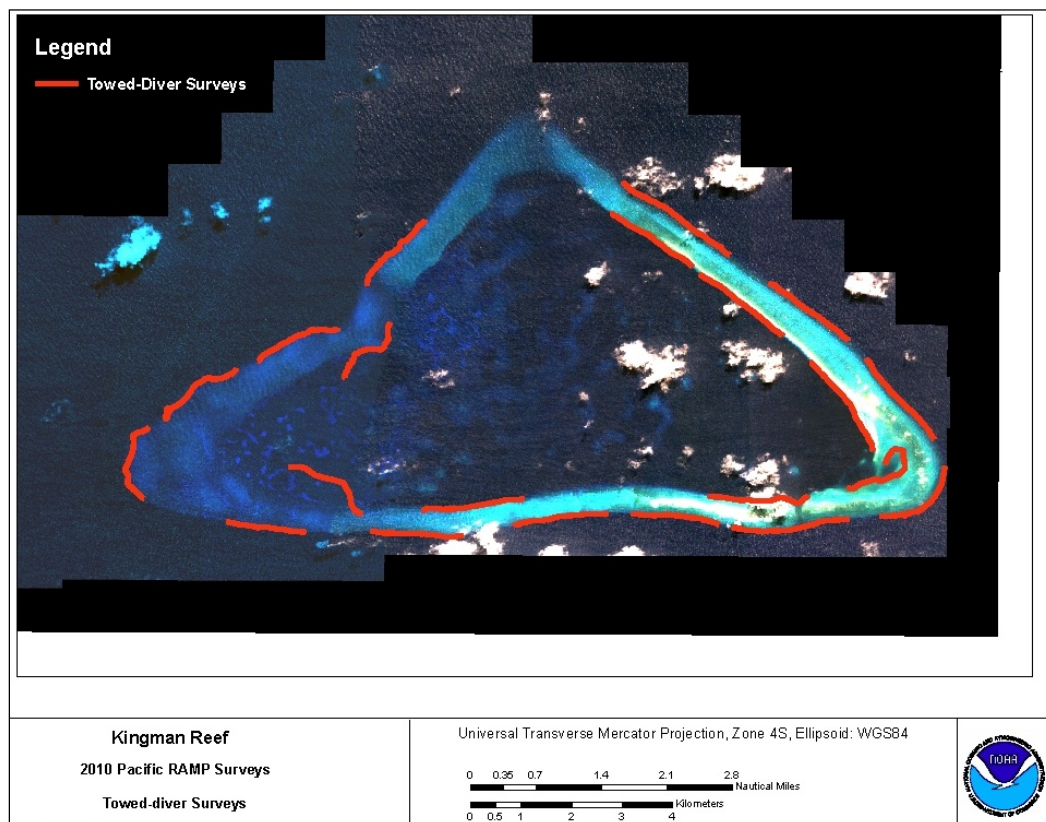 Legend
Towed-Diver Surveys
Kingman Reef
2010 Pacific RAMP Surveys
Towed-diver Surveys
Universal Transverse Mercator Projection, Zone 4S, Ellipsoid: WGS84
0 0.35 0.7 1.4 2.1 2.8
Nautical Miles
Kilometers
0 0.5 1 2 3 4
NOAA